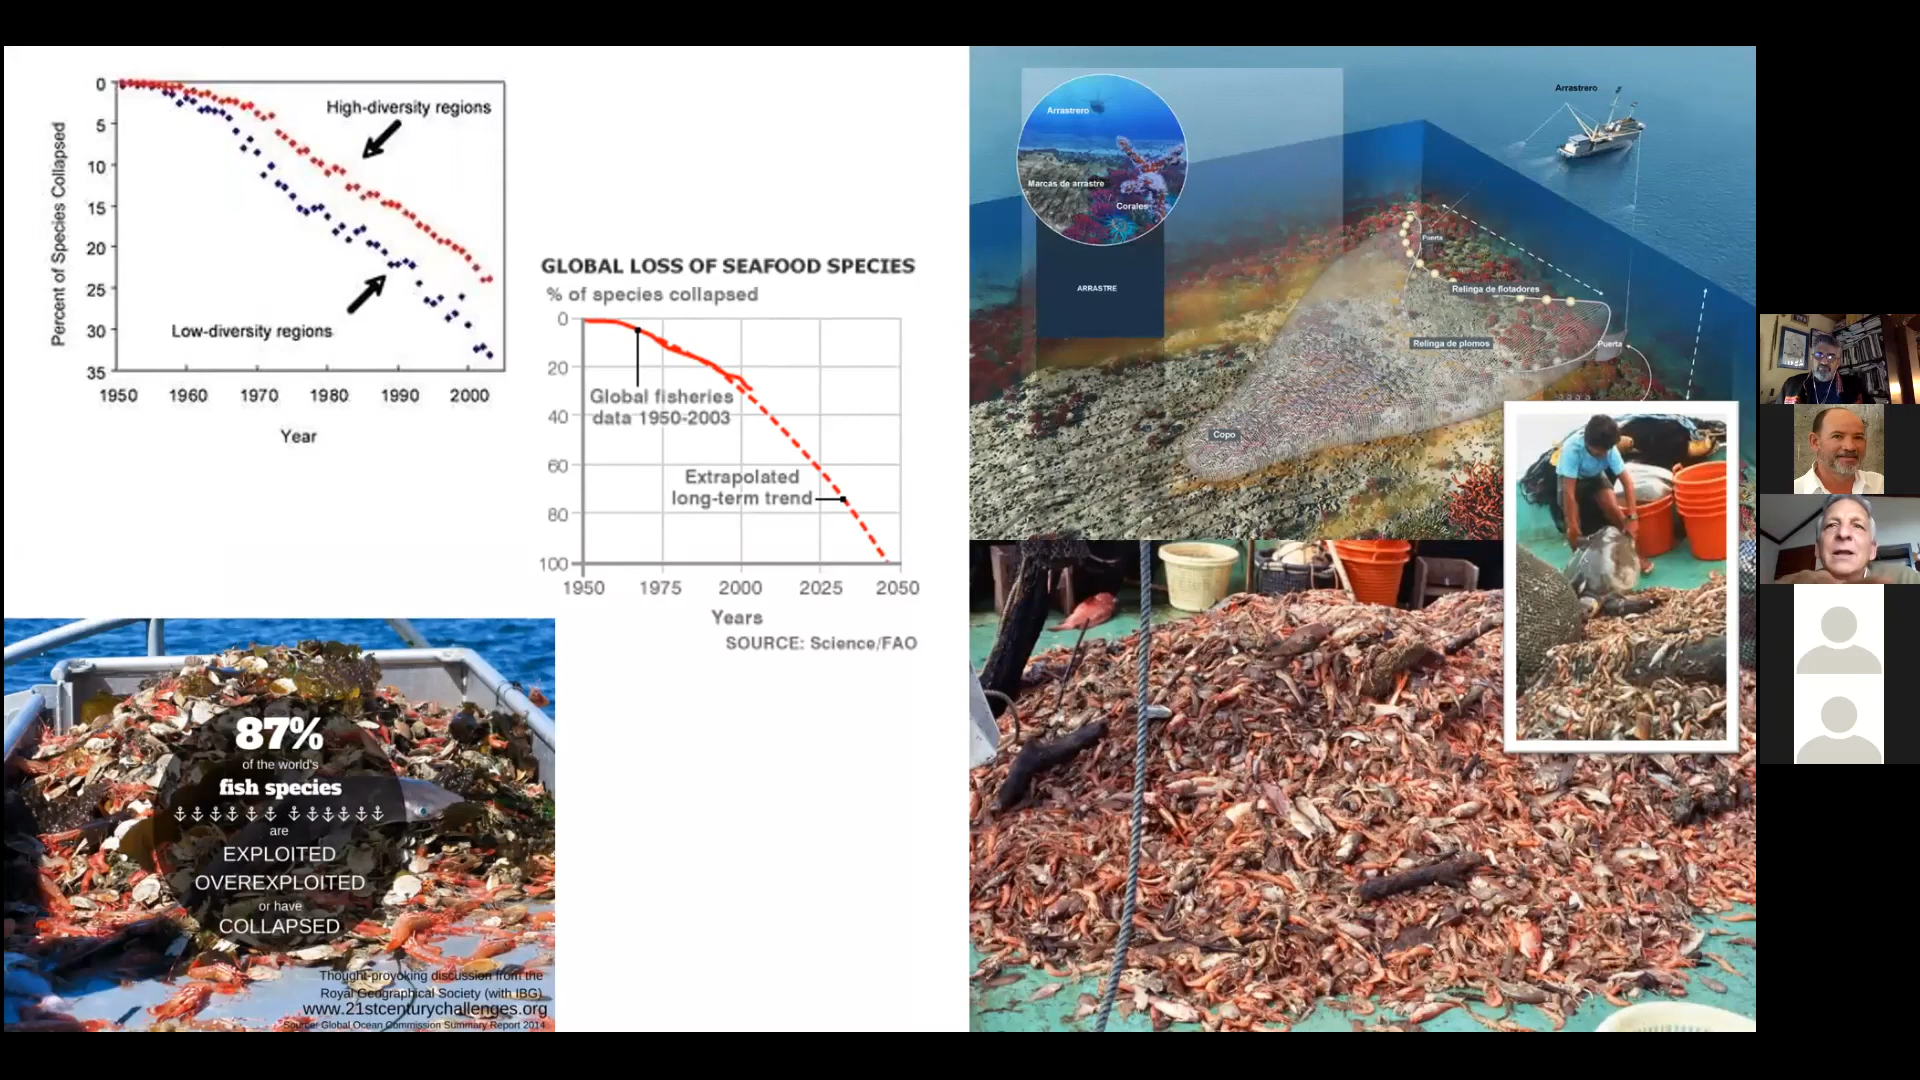 0
5
10
15
20
25
30
35
Percent of Species Collapsed
High-diversity regions
Low-diversity regions
1950 1960 1970 1980 1990 2000
Year
GLOBAL LOSS OF SEAFOOD SPECIES
% of species collapsed
0
20
40
60
80
100
Global fisheries
data 1950-2003
Extrapolated
long-term trend
1950 1975 2000 2025 2050
Years
SOURCE: Science/FAO
87%
of the world's
fish species
are
EXPLOITED
OVEREXPLOITED
or have
COLLAPSED
Thought-provoking discussion from the
Royal Geographical Society (with IBG)
www.21stcenturychallenges.org
Source: Global Ocean Commission Summary Report 2014
Arrastrero
Marcas de arrastre
Corales
ARRASTRE
Arrastrero
Puerta
Relinga de flotadores
Relinga de plomos
Puerta
Copo